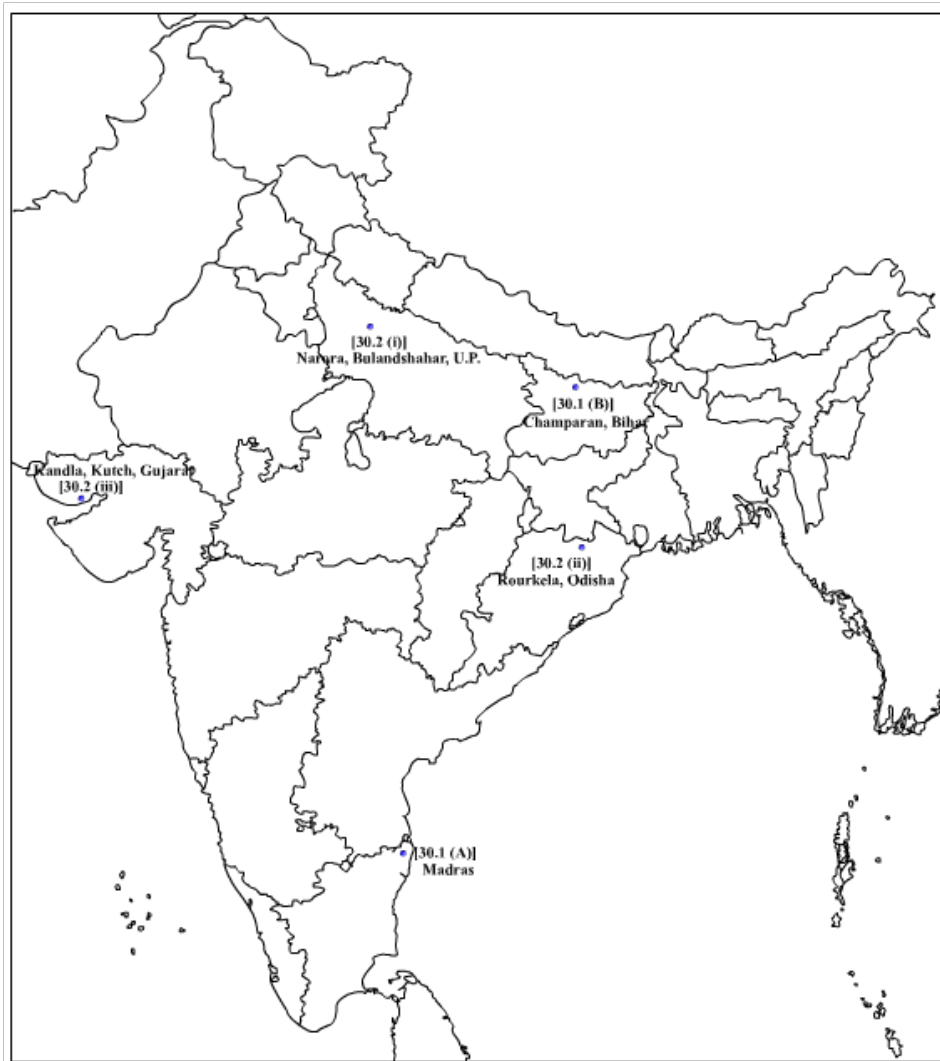 [30.2 (i)]
Narora, Bulandshahar, U.P.
[30.1 (B)]
Champaran, Bihar
Kandla, Kutch, Gujarat
[30.2 (iii)]
[30.2 (ii)]
Rourkela, Odisha
[30.1 (A)]
Madras